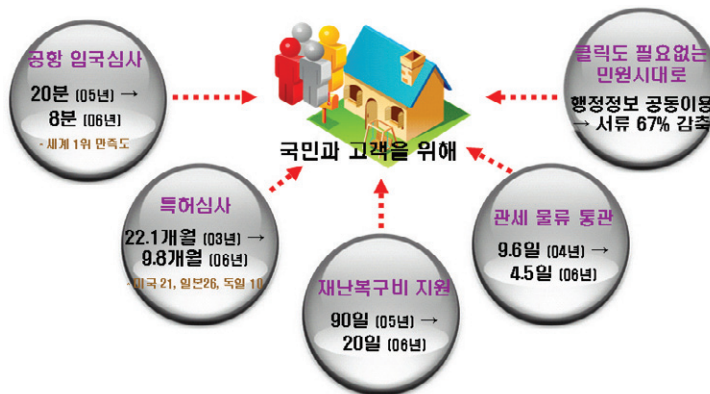 공항 입국심사
20분 (05년) →
8분 (06년)
- 세계 1위 만족도
국민과 고객을 위해
클릭도 필요없는
민원시대로
행정정보 공동이용
→ 서류 67% 감축
특허심사
22.1개월 (03년) →
9.8개월 (06년)
- 미국 21, 일본26, 독일 10
재난복구비 지원
90일 (05년) →
20일 (06년)
관세 물류 통관
9.6일 (04년) →
4.5일 (06년)